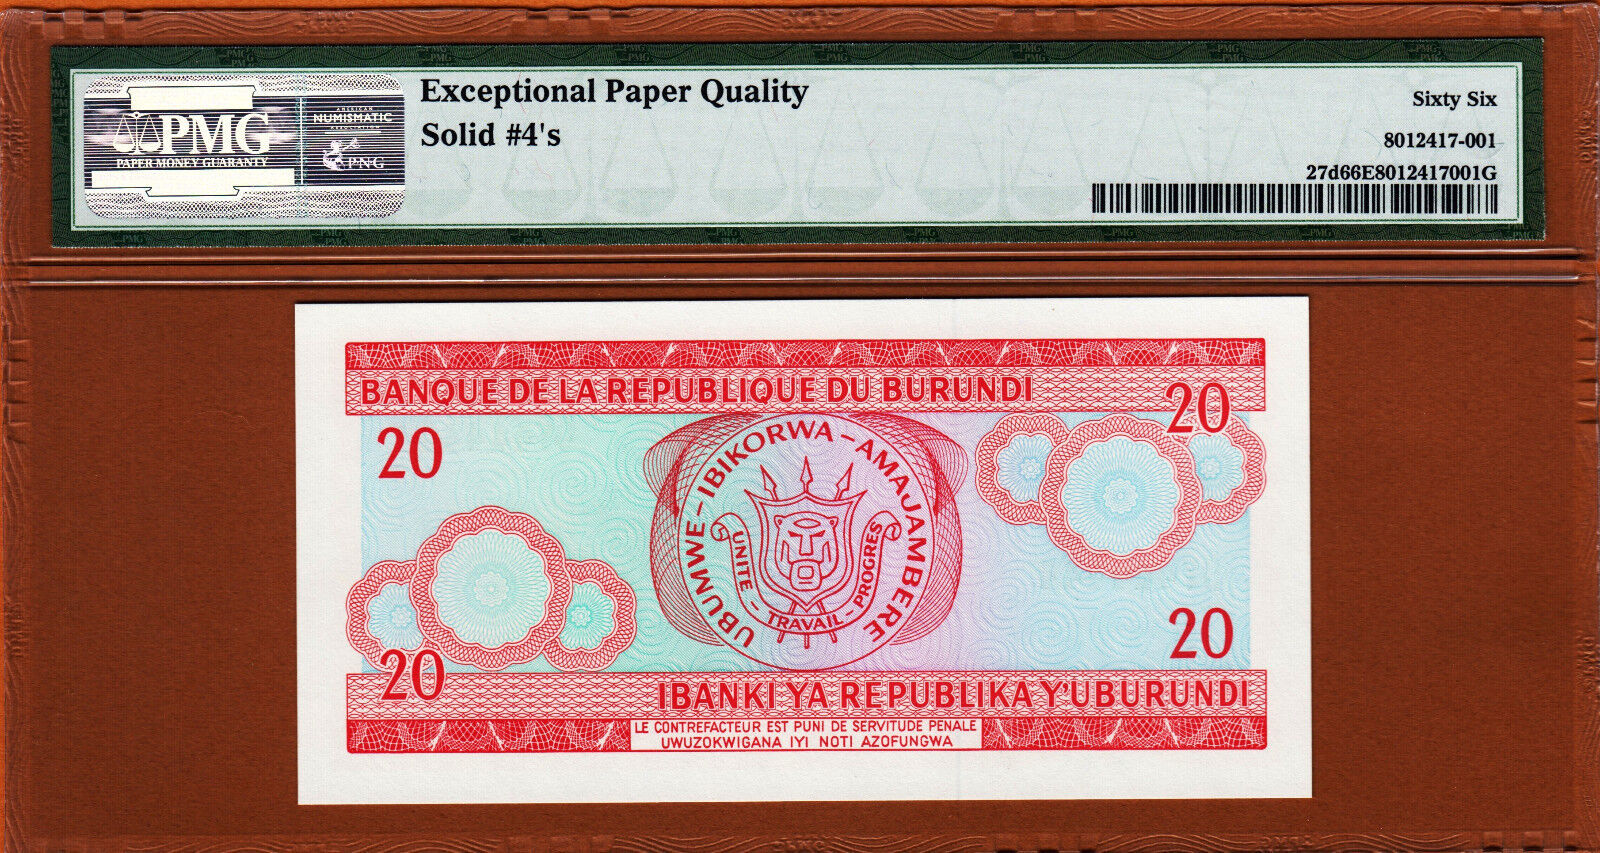 Exceptional Paper Quality
Solid #4's
Sixty Six
8012417-001
27d66E8012417001G
PMG
PAPER MONEY GUARANTY
AMERICAN
NUMISMATIC
ASSOCIATION
PNG
BANQUE DE LA REPUBLIQUE DU BURUNDI
20
20
UBUMWE - IBIKORWA - AMAJAMBERE
UNITE - TRAVAIL - PROGRES
20
20
IBANKI YA REPUBLIKA Y'UBURUNDI
LE CONTREFACTEUR EST PUNI DE SERVITUDE PENALE
UWUZOKWIGANA IYI NOTI AZOFUNGWA